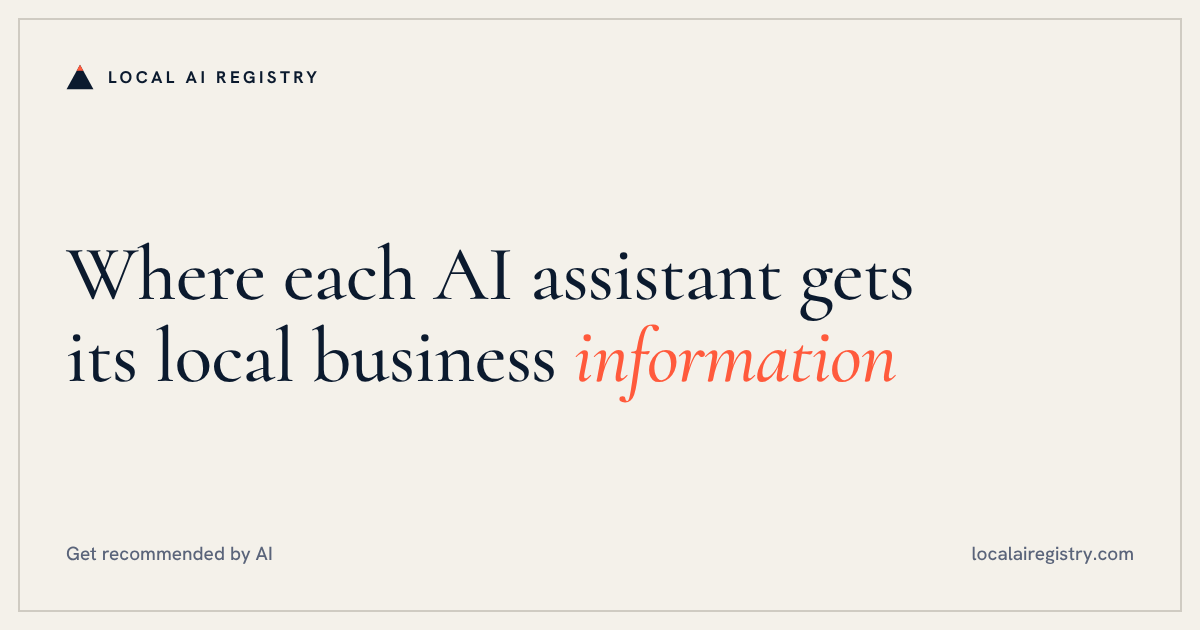 LOCAL AI REGISTRY
Where each AI assistant gets
its local business information
Get recommended by AI
localairegistry.com